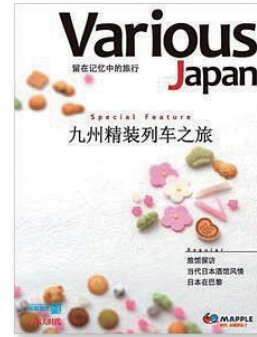 Various
留在记忆中的旅行
Japan
Special Feature
九州精装列车之旅
Regular
旅馆探访
当代日本酒馆风情
日本在巴黎
MAPPLE